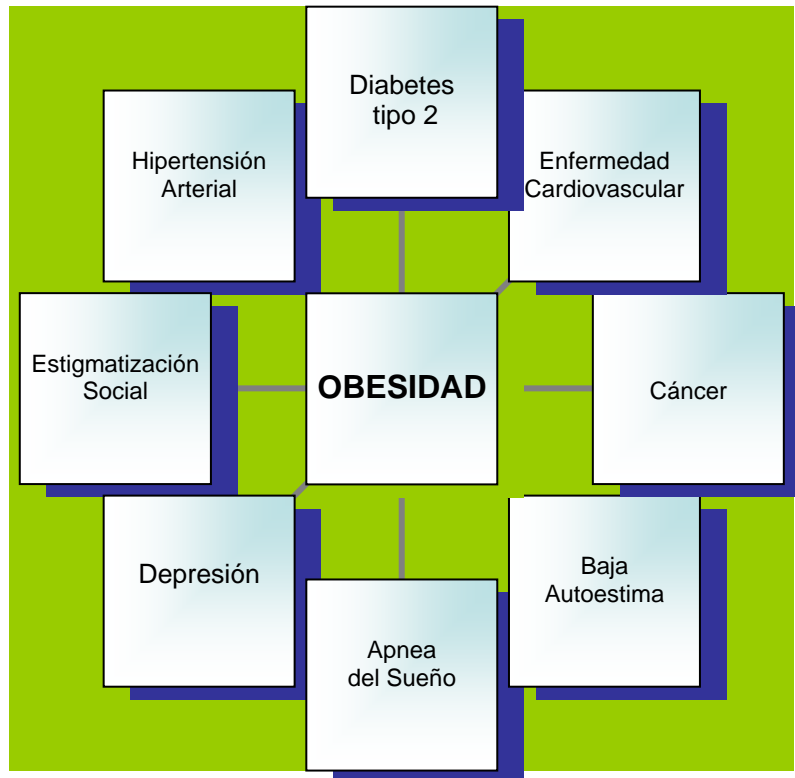 Diabetes
tipo 2
Hipertensión
Arterial
Enfermedad
Cardiovascular
Estigmatización
Social
OBESIDAD
Cáncer
Depresión
Baja
Autoestima
Apnea
del Sueño